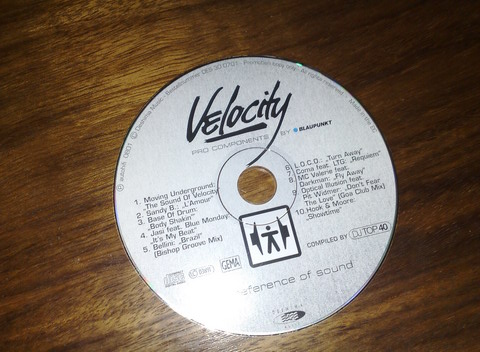 Velocity
PRO COMPONENTS BY BLAUPUNKT
1. Moving Underground:
"The Sound Of Velocity"
2. Sandy B.: "L'Amour"
3. Base Of Drum:
"Body Shakin"
4. Jasi feat. Blue Monday:
"It's My Beat"
5. Bellini: "Brazil"
(Bishop Groove Mix)
6. L.O.C.O.: "Turn Away"
7. Coma feat. LTG: "Requiem"
MC Valerie feat.
8. Darkman: "Fly Away"
9. Optical Illusion feat.
Pit Widmer: "Don't Fear
The Love" (Goa Club Mix)
10. Hook & Moore:
"Showtime"
COMPILED BY DJ TOP 40
GEMA
reference of sound